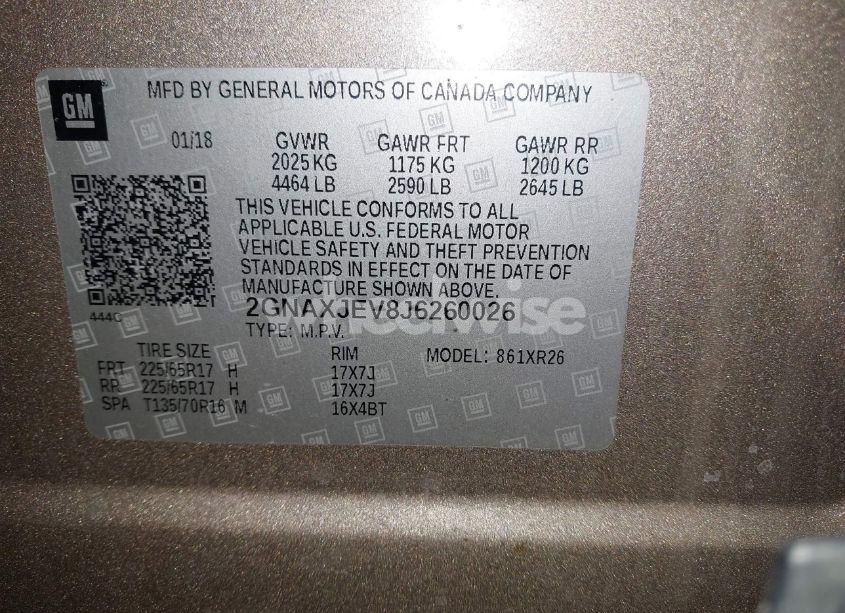 GM
MFD BY GENERAL MOTORS OF CANADA COMPANY
01/18 GVWR GAWR FRT GAWR RR
2025 KG 1175 KG 1200 KG
4464 LB 2590 LB 2645 LB
THIS VEHICLE CONFORMS TO ALL
APPLICABLE U.S. FEDERAL MOTOR
VEHICLE SAFETY AND THEFT PREVENTION
STANDARDS IN EFFECT ON THE DATE OF
MANUFACTURE SHOWN ABOVE.
444C
2GNAXJEV8J6260026
TYPE: M.P.V.
TIRE SIZE RIM MODEL: 861XR26
FRT 225/65R17 H 17X7J
RR 225/65R17 H 17X7J
SPA T135/70R16 M 16X4BT